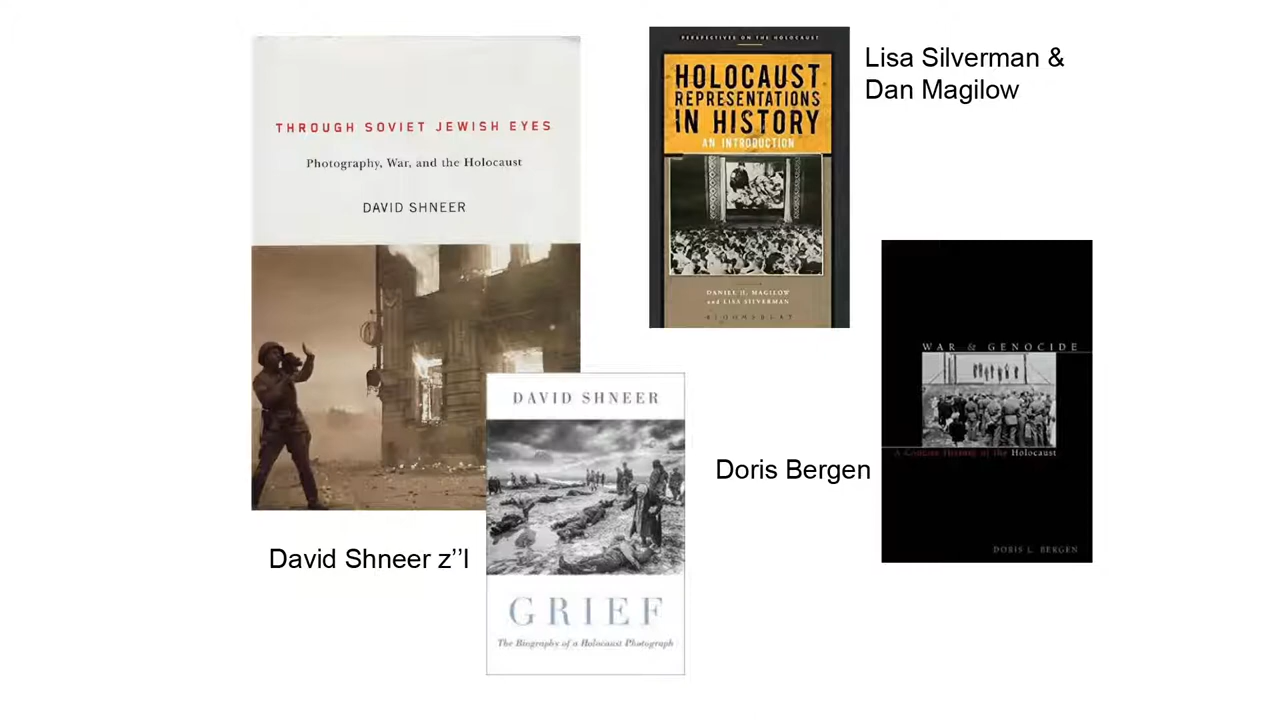 THROUGH SOVIET JEWISH EYES
Photography, War, and the Holocaust
DAVID SHNEER
David Shneer z’’l
DAVID SHNEER
GRIEF
The Biography of a Holocaust Photograph
PERSPECTIVES ON THE HOLOCAUST
HOLOCAUST
REPRESENTATIONS
IN HISTORY
AN INTRODUCTION
DANIEL H. MAGILOW
and LISA SILVERMAN
BLOOMSBURY
Lisa Silverman &
Dan Magilow
Doris Bergen
WAR & GENOCIDE
A Concise History of the Holocaust
DORIS L. BERGEN